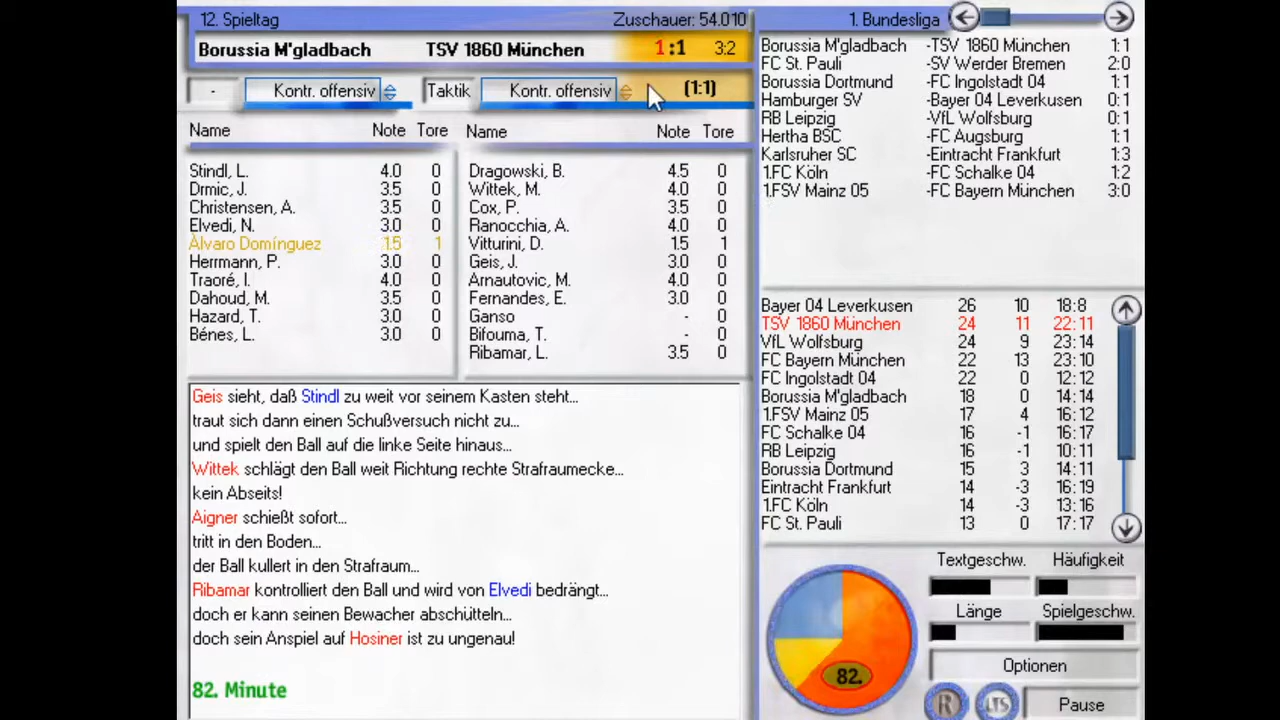 12. Spieltag Zuschauer: 54.010
Borussia M'gladbach TSV 1860 München 1:1 3:2
- Kontr. offensiv Taktik Kontr. offensiv (1:1)
Name Note Tore Name Note Tore
Stindl, L. 4.0 0 Dragowski, B. 4.5 0
Drmic, J. 3.5 0 Wittek, M. 4.0 0
Christensen, A. 3.5 0 Cox, P. 3.5 0
Elvedi, N. 3.0 0 Ranocchia, A. 4.0 0
Àlvaro Domínguez 1.5 1 Vitturini, D. 1.5 1
Herrmann, P. 3.0 0 Geis, J. 3.0 0
Traoré, I. 4.0 0 Arnautovic, M. 4.0 0
Dahoud, M. 3.5 0 Fernandes, E. 3.0 0
Hazard, T. 3.0 0 Ganso - 0
Bénes, L. 3.0 0 Bifouma, T. - 0
Ribamar, L. 3.5 0
Geis sieht, daß Stindl zu weit vor seinem Kasten steht...
traut sich dann einen Schußversuch nicht zu...
und spielt den Ball auf die linke Seite hinaus...
Wittek schlägt den Ball weit Richtung rechte Strafraumecke...
kein Abseits!
Aigner schießt sofort...
tritt in den Boden...
der Ball kullert in den Strafraum...
Ribamar kontrolliert den Ball und wird von Elvedi bedrängt...
doch er kann seinen Bewacher abschütteln...
doch sein Anspiel auf Hosiner ist zu ungenau!
82. Minute
1. Bundesliga
Borussia M'gladbach -TSV 1860 München 1:1
FC St. Pauli -SV Werder Bremen 2:0
Borussia Dortmund -FC Ingolstadt 04 1:1
Hamburger SV -Bayer 04 Leverkusen 0:1
RB Leipzig -VfL Wolfsburg 0:1
Hertha BSC -FC Augsburg 1:1
Karlsruher SC -Eintracht Frankfurt 1:3
1.FC Köln -FC Schalke 04 1:2
1.FSV Mainz 05 -FC Bayern München 3:0
Bayer 04 Leverkusen 26 10 18:8
TSV 1860 München 24 11 22:11
VfL Wolfsburg 24 9 23:14
FC Bayern München 22 13 23:10
FC Ingolstadt 04 22 0 12:12
Borussia M'gladbach 18 0 14:14
1.FSV Mainz 05 17 4 16:12
FC Schalke 04 16 -1 16:17
RB Leipzig 16 -1 10:11
Borussia Dortmund 15 3 14:11
Eintracht Frankfurt 14 -3 16:19
1.FC Köln 14 -3 13:16
FC St. Pauli 13 0 17:17
Textgeschw. Häufigkeit
Länge Spielgeschw.
82.
Optionen
R LTS Pause